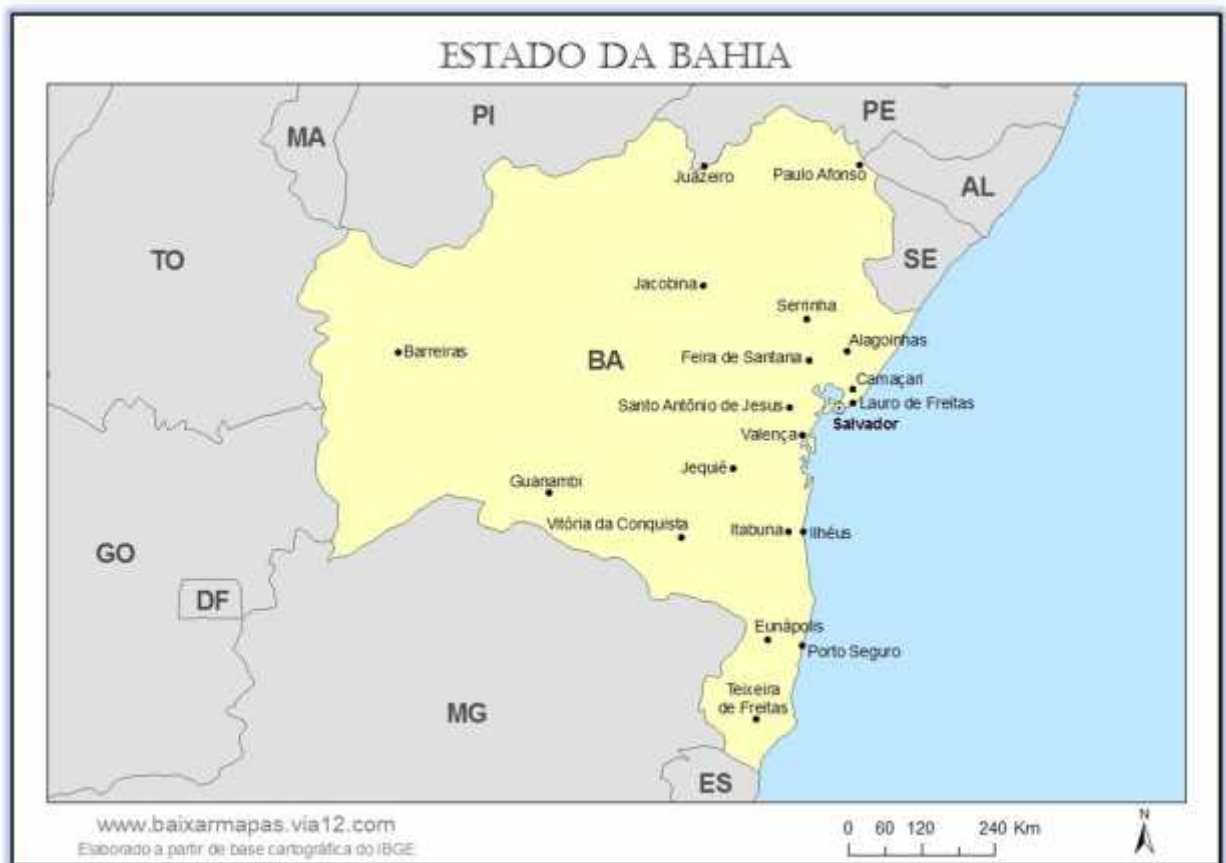 ESTADO DA BAHIA
PI
PE
MA
Juazeiro
Paulo Afonso
AL
TO
SE
Jacobina
Serrinha
Alagoinhas
Barreiras
BA
Feira de Santana
Camaçari
Santo Antônio de Jesus
Lauro de Freitas
Salvador
Valença
Jequié
Guanambi
Vitória da Conquista
Itabuna
Ilhéus
GO
DF
Eunápolis
Porto Seguro
Teixeira
de Freitas
MG
ES
www.baixarmapas.via12.com
Elaborado a partir de base cartográfica do IBGE
0 60 120 240 Km
N